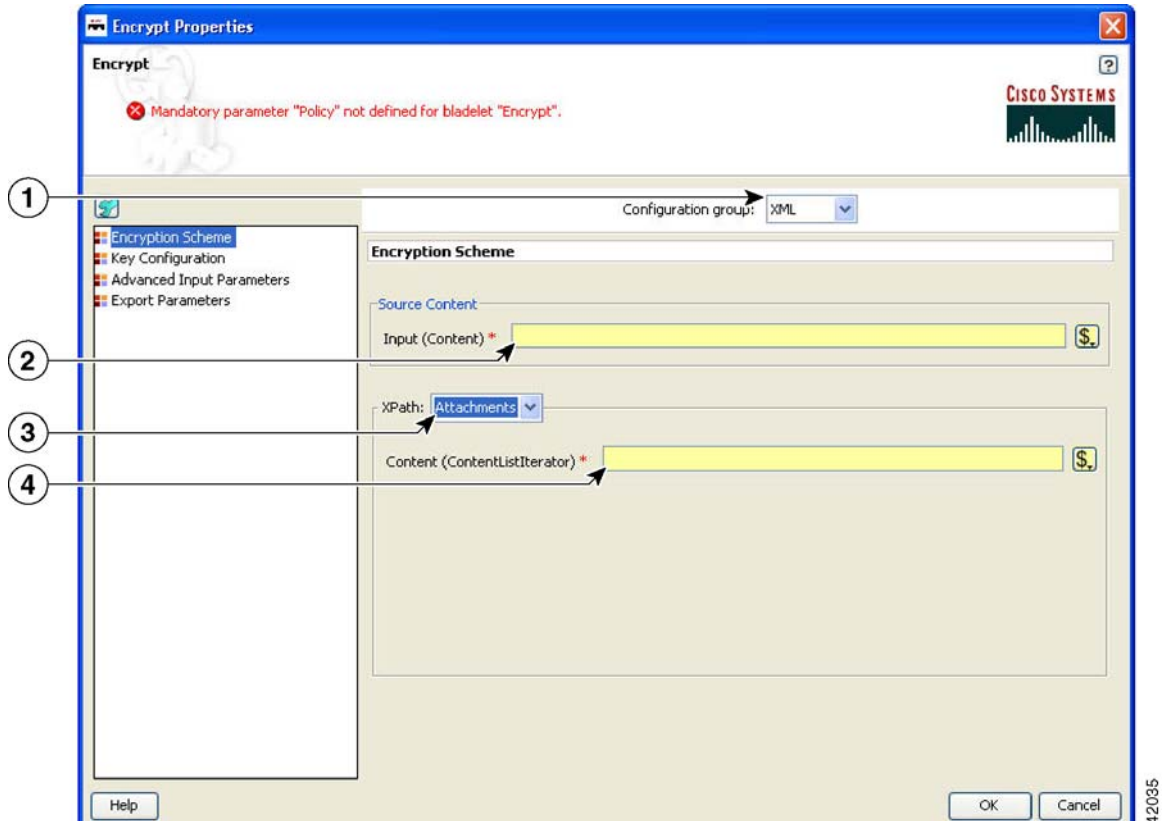 Encrypt Properties
Encrypt
?
Mandatory parameter "Policy" not defined for bladelet "Encrypt".
CISCO SYSTEMS
1
Configuration group: XML
Encryption Scheme
Key Configuration
Advanced Input Parameters
Export Parameters
Encryption Scheme
Source Content
2
Input (Content) *
$
3
XPath: Attachments
4
Content (ContentListIterator) *
$
Help
OK
Cancel